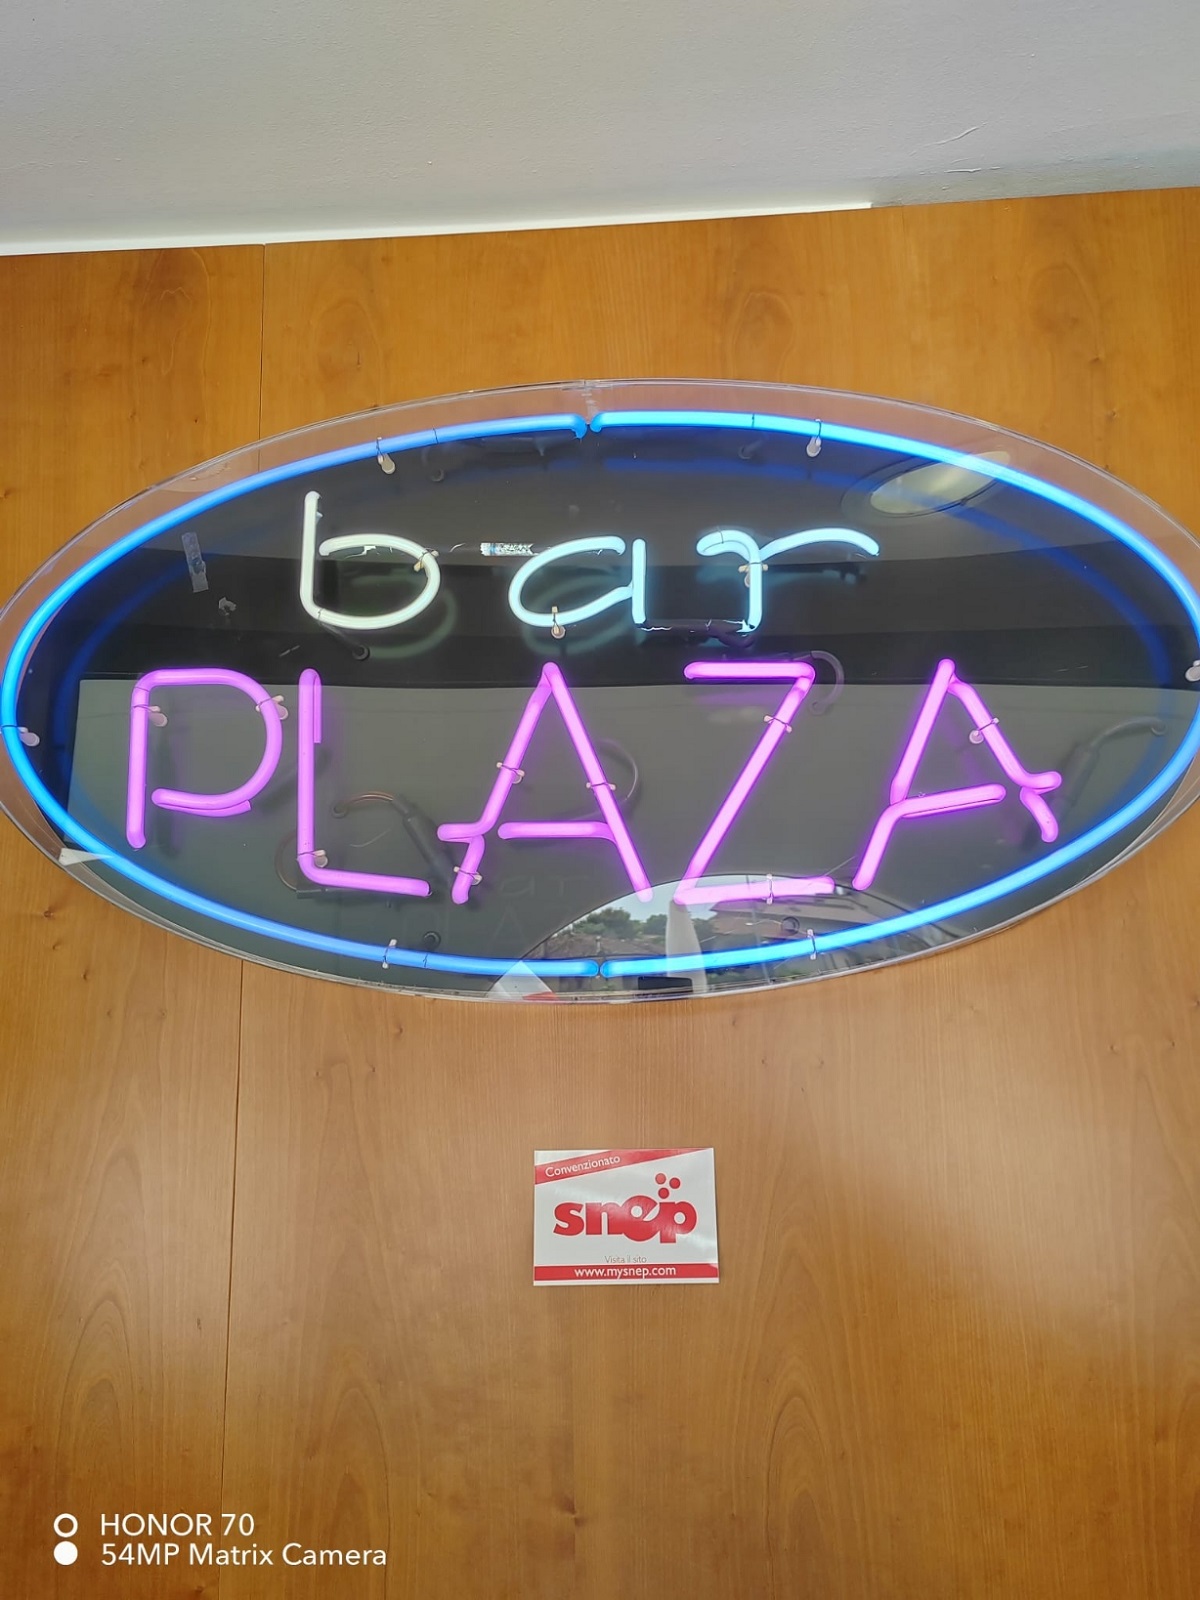 bar
PLAZA
Convenzionato
snep
Visita il sito
www.mysnep.com
HONOR 70
54MP Matrix Camera